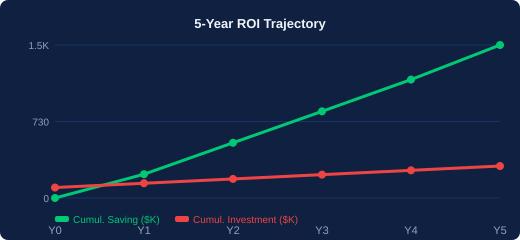 5-Year ROI Trajectory
1.5K
730
0
Cumul. Saving ($K) Cumul. Investment ($K)
Y0 Y1 Y2 Y3 Y4 Y5